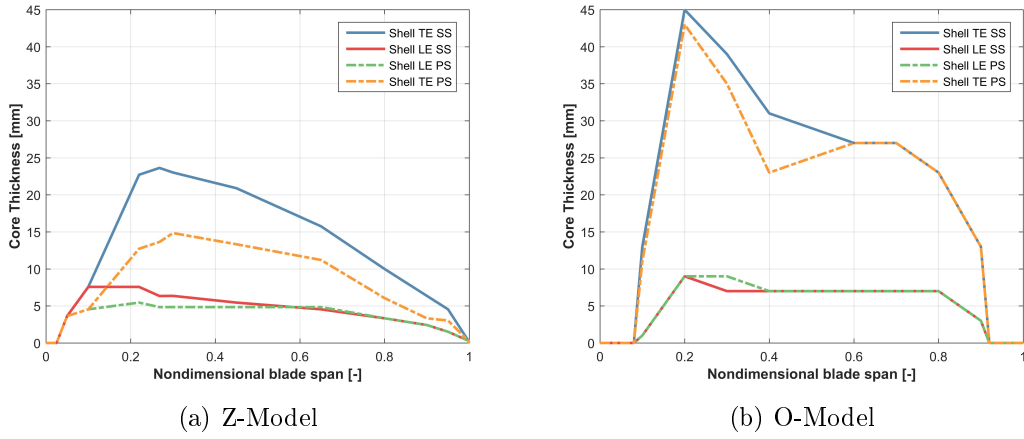 45
40
35
30
25
20
15
10
5
0
Core Thickness [mm]
Shell TE SS
Shell LE SS
Shell LE PS
Shell TE PS
0 0.2 0.4 0.6 0.8 1
Nondimensional blade span [-]
(a) Z-Model
45
40
35
30
25
20
15
10
5
0
Core Thickness [mm]
Shell TE SS
Shell LE SS
Shell LE PS
Shell TE PS
0 0.2 0.4 0.6 0.8 1
Nondimensional blade span [-]
(b) O-Model